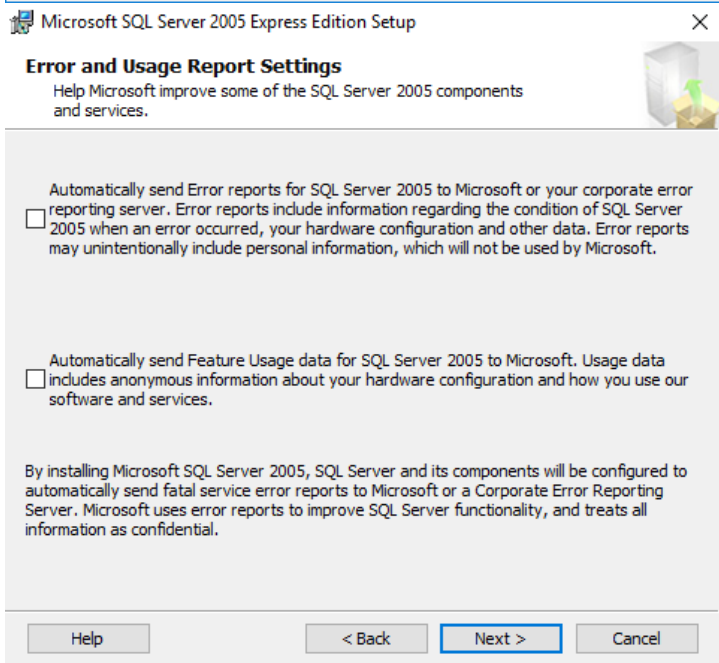 Microsoft SQL Server 2005 Express Edition Setup
Error and Usage Report Settings
Help Microsoft improve some of the SQL Server 2005 components
and services.
Automatically send Error reports for SQL Server 2005 to Microsoft or your corporate error
reporting server. Error reports include information regarding the condition of SQL Server
2005 when an error occurred, your hardware configuration and other data. Error reports
may unintentionally include personal information, which will not be used by Microsoft.
Automatically send Feature Usage data for SQL Server 2005 to Microsoft. Usage data
includes anonymous information about your hardware configuration and how you use our
software and services.
By installing Microsoft SQL Server 2005, SQL Server and its components will be configured to
automatically send fatal service error reports to Microsoft or a Corporate Error Reporting
Server. Microsoft uses error reports to improve SQL Server functionality, and treats all
information as confidential.
Help < Back Next > Cancel